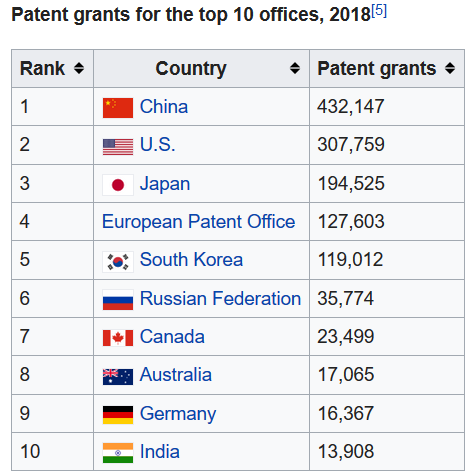 Patent grants for the top 10 offices, 2018[5]
Rank Country Patent grants
1 China 432,147
2 U.S. 307,759
3 Japan 194,525
4 European Patent Office 127,603
5 South Korea 119,012
6 Russian Federation 35,774
7 Canada 23,499
8 Australia 17,065
9 Germany 16,367
10 India 13,908